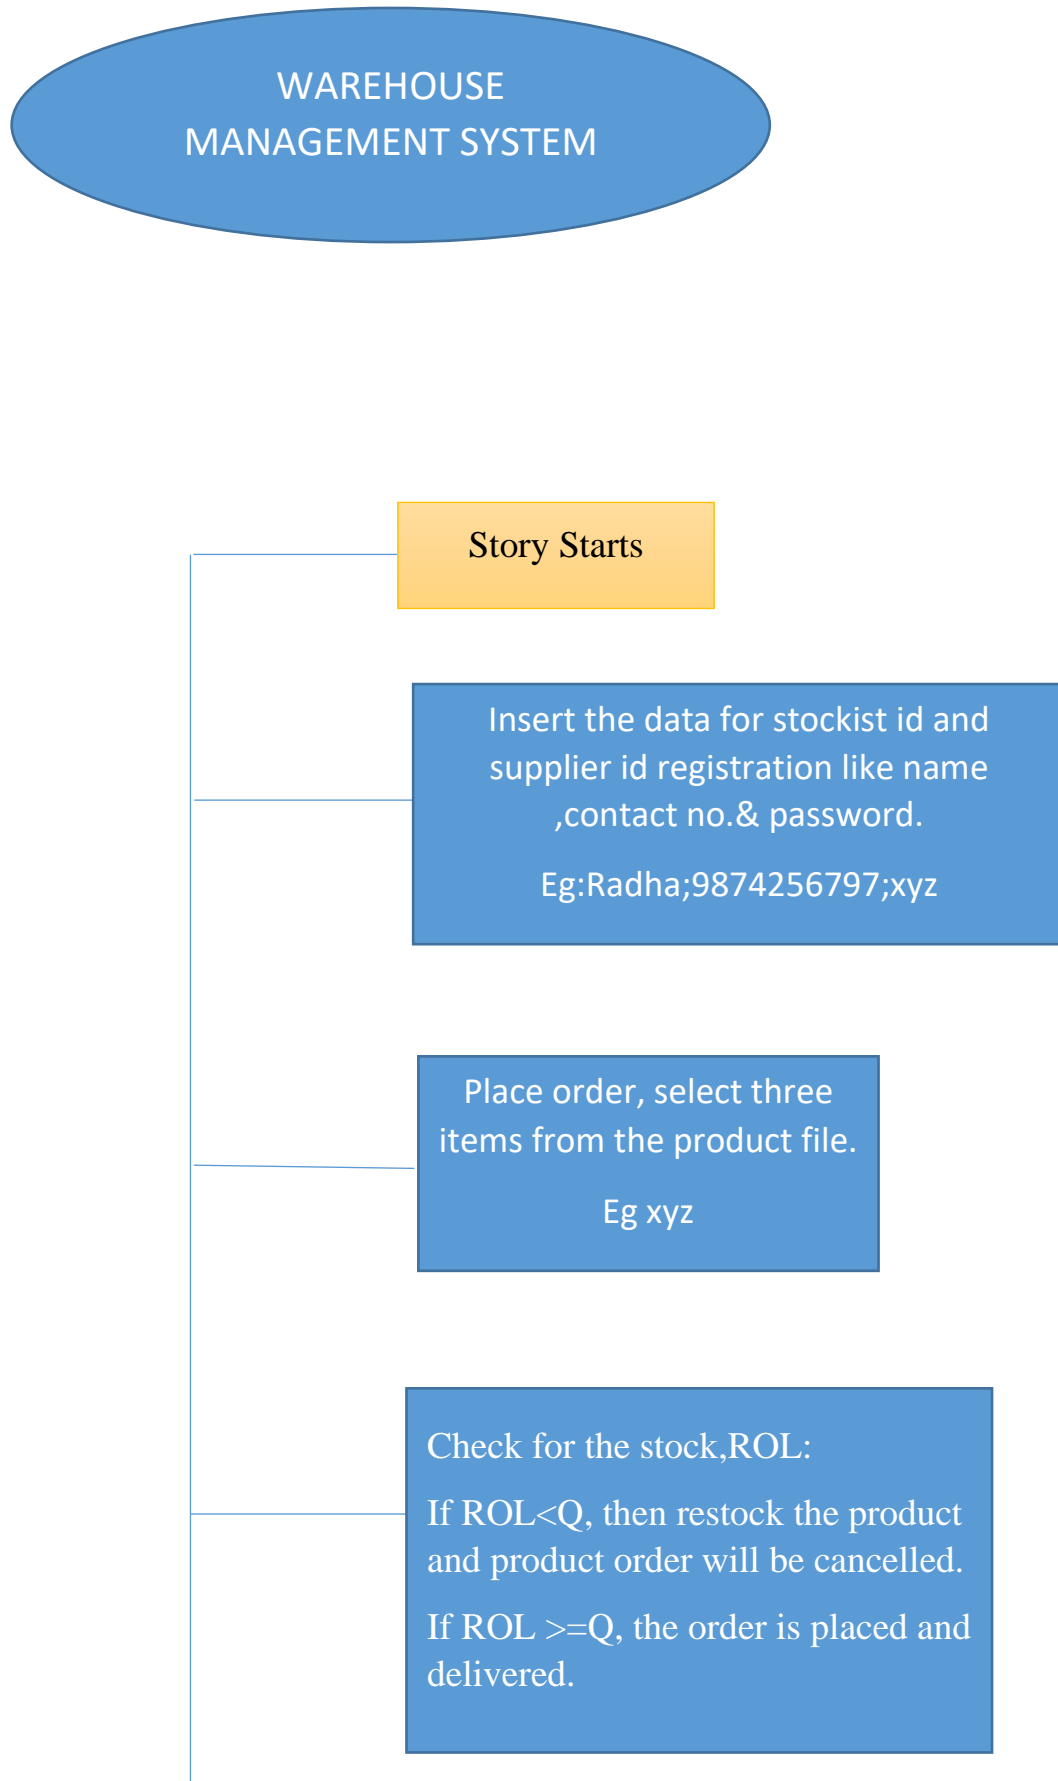 WAREHOUSE
MANAGEMENT SYSTEM
Story Starts
Insert the data for stockist id and
supplier id registration like name
,contact no.& password.
Eg:Radha;9874256797;xyz
Place order, select three
items from the product file.
Eg xyz
Check for the stock,ROL:
If ROL<Q, then restock the product
and product order will be cancelled.
If ROL >=Q, the order is placed and
delivered.